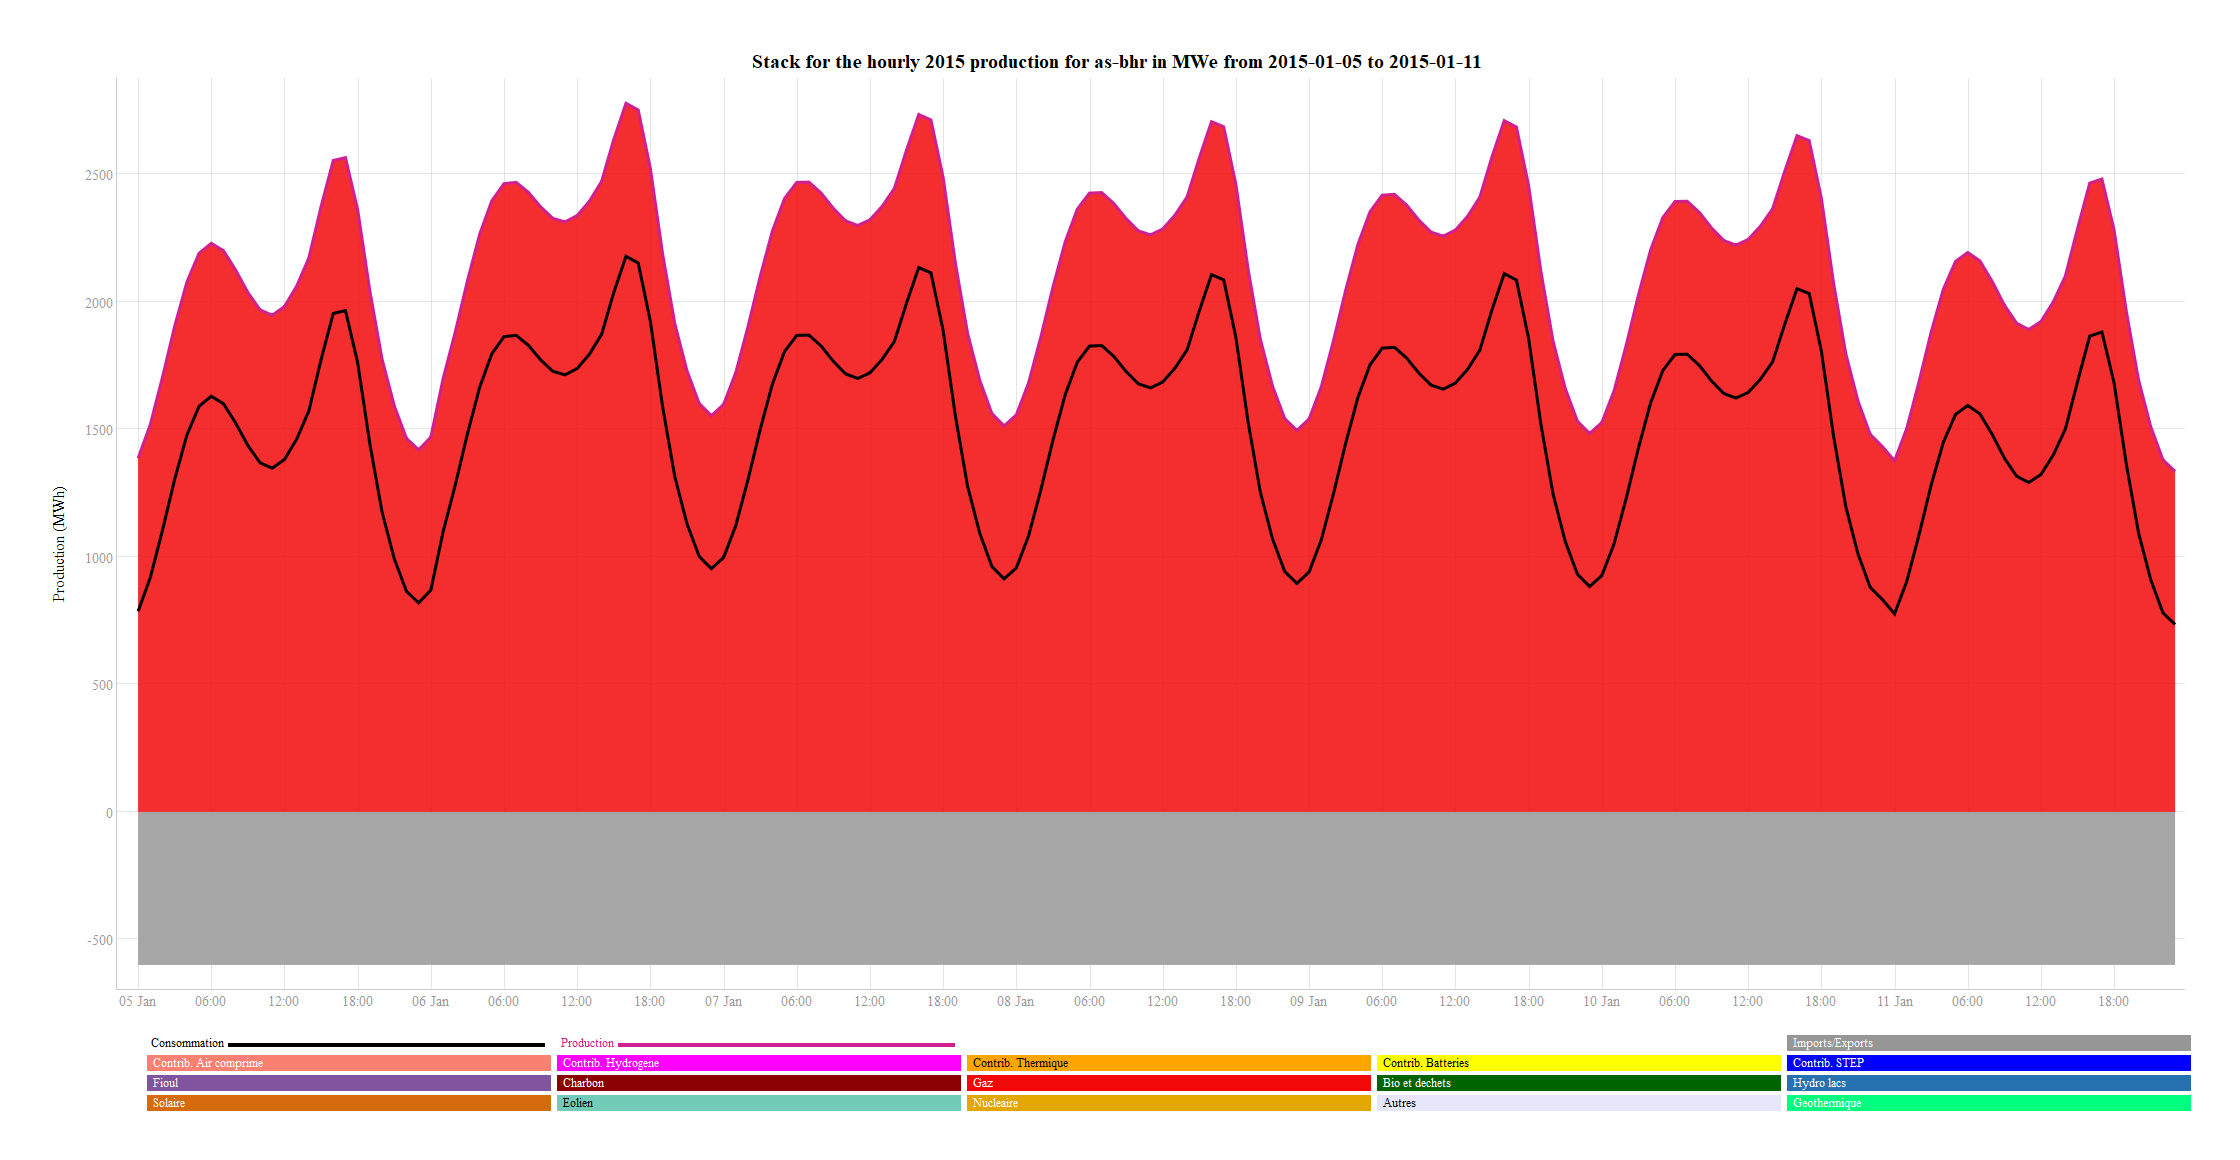 Stack for the hourly 2015 production for as-bhr in MWe from 2015-01-05 to 2015-01-11
2500
2000
1500
1000
500
0
-500
Production (MWh)
05 Jan 06:00 12:00 18:00 06 Jan 06:00 12:00 18:00 07 Jan 06:00 12:00 18:00 08 Jan 06:00 12:00 18:00 09 Jan 06:00 12:00 18:00 10 Jan 06:00 12:00 18:00 11 Jan 06:00 12:00 18:00
Consommation Production Imports/Exports
Contrib. Air comprime Contrib. Hydrogene Contrib. Thermique Contrib. Batteries Contrib. STEP
Fioul Charbon Gaz Bio et dechets Hydro lacs
Solaire Eolien Nucleaire Autres Geothermique